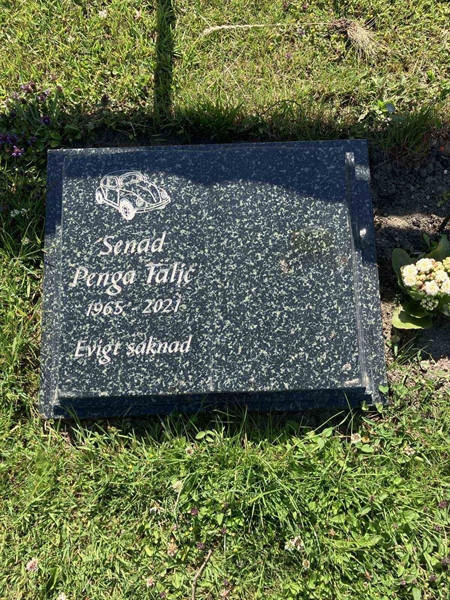 Senad
Penga Talić
1965 2021
Evigt saknad